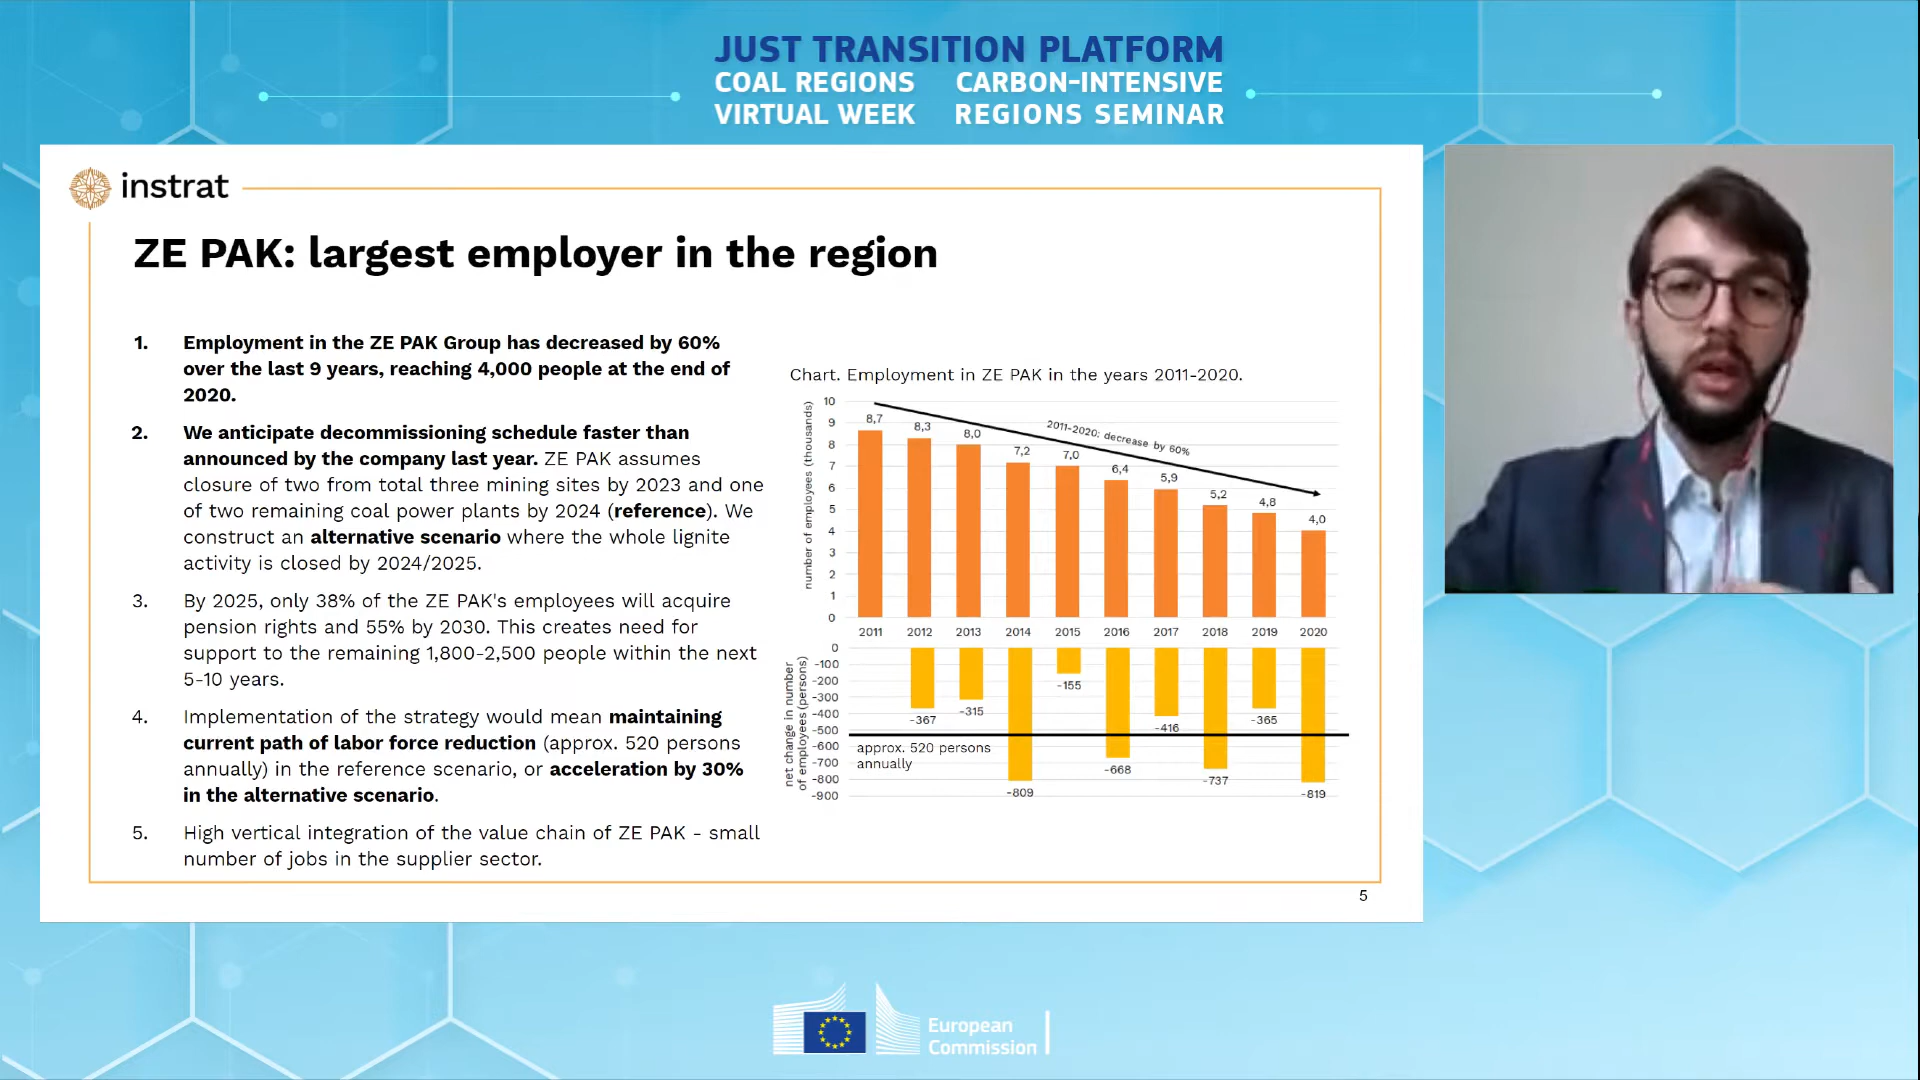 JUST TRANSITION PLATFORM
COAL REGIONS CARBON-INTENSIVE
VIRTUAL WEEK REGIONS SEMINAR
instrat
ZE PAK: largest employer in the region
1. Employment in the ZE PAK Group has decreased by 60%
over the last 9 years, reaching 4,000 people at the end of
2020.
2. We anticipate decommissioning schedule faster than
announced by the company last year. ZE PAK assumes
closure of two from total three mining sites by 2023 and one
of two remaining coal power plants by 2024 (reference). We
construct an alternative scenario where the whole lignite
activity is closed by 2024/2025.
3. By 2025, only 38% of the ZE PAK's employees will acquire
pension rights and 55% by 2030. This creates need for
support to the remaining 1,800-2,500 people within the next
5-10 years.
4. Implementation of the strategy would mean maintaining
current path of labor force reduction (approx. 520 persons
annually) in the reference scenario, or acceleration by 30%
in the alternative scenario.
5. High vertical integration of the value chain of ZE PAK - small
number of jobs in the supplier sector.
Chart. Employment in ZE PAK in the years 2011-2020.
number of employees (thousands)
10
9
8
7
6
5
4
3
2
1
0
2011-2020: decrease by 60%
8,7
8,3
8,0
7,2
7,0
6,4
5,9
5,2
4,8
4,0
2011 2012 2013 2014 2015 2016 2017 2018 2019 2020
net change in number
of employees (persons)
0
-100
-200
-300
-400
-500
-600
-700
-800
-900
-367
-315
-809
-155
-668
-416
-737
-365
-819
approx. 520 persons
annually
5
European
Commission